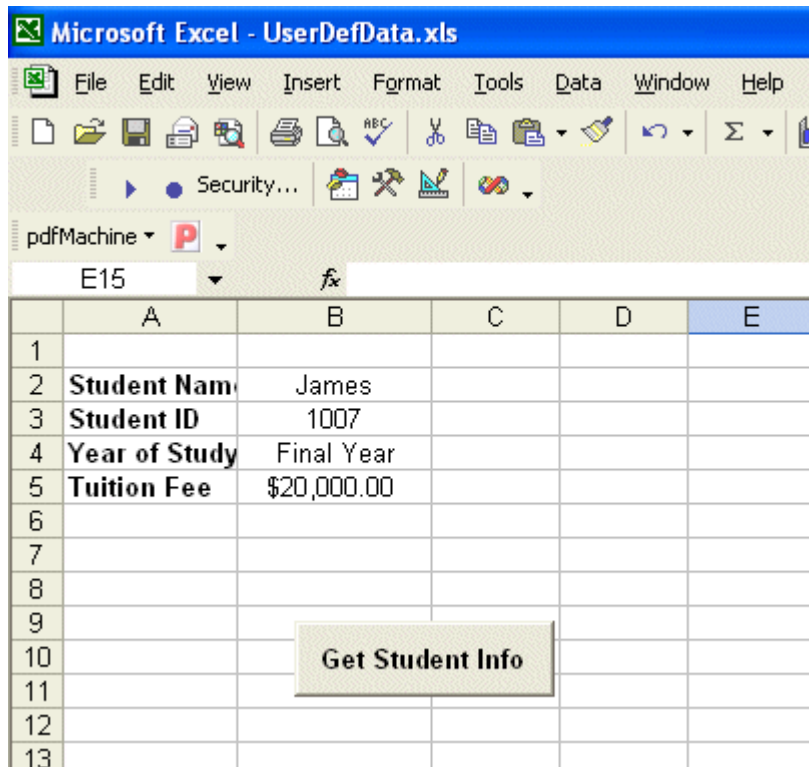 Microsoft Excel - UserDefData.xls
File Edit View Insert Format Tools Data Window Help
ABC Σ
Security...
pdfMachine P
E15 fx
A B C D E
1
2 Student Nam James
3 Student ID 1007
4 Year of Study Final Year
5 Tuition Fee $20,000.00
6
7
8
9
10 Get Student Info
11
12
13